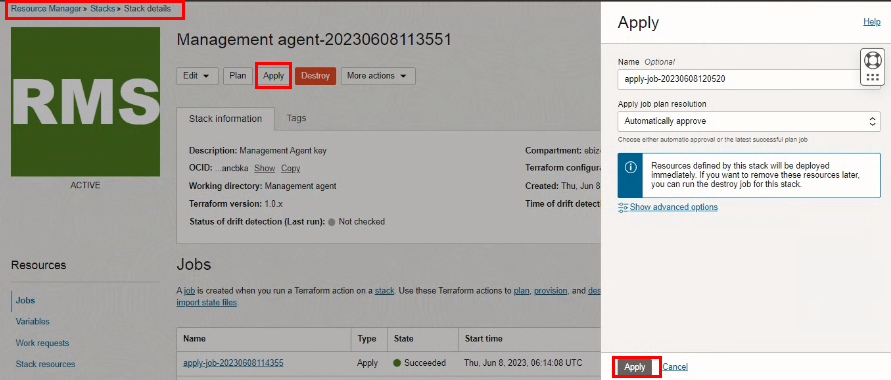 Resource Manager » Stacks » Stack details
RMS
ACTIVE
Management agent-20230608113551
Edit Plan Apply Destroy More actions
Stack information Tags
Description: Management Agent key
OCID: ...ancbka Show Copy
Working directory: Management agent
Terraform version: 1.0.x
Status of drift detection (Last run): Not checked
Compartment: ebiz
Terraform configura
Created: Thu, Jun 8
Time of drift detect
Resources
Jobs
Variables
Work requests
Stack resources
Jobs
A job is created when you run a Terraform action on a stack. Use these Terraform actions to plan, provision, and des
import state files
Name Type State Start time
apply-job-20230608114355 Apply Succeeded Thu, Jun 8, 2023, 06:14:08 UTC
Apply Help
Name Optional
apply-job-20230608120520
Apply job plan resolution
Automatically approve
Choose either automatic approval or the latest successful plan job
Resources defined by this stack will be deployed
immediately. If you want to remove these resources later,
you can run the destroy job for this stack.
Show advanced options
Apply Cancel